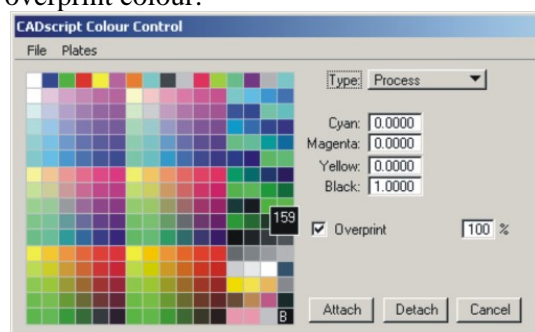 overprint colour.
CADscript Colour Control
File Plates
Type: Process
Cyan: 0.0000
Magenta: 0.0000
Yellow: 0.0000
Black: 1.0000
159
Overprint 100 %
B
Attach Detach Cancel